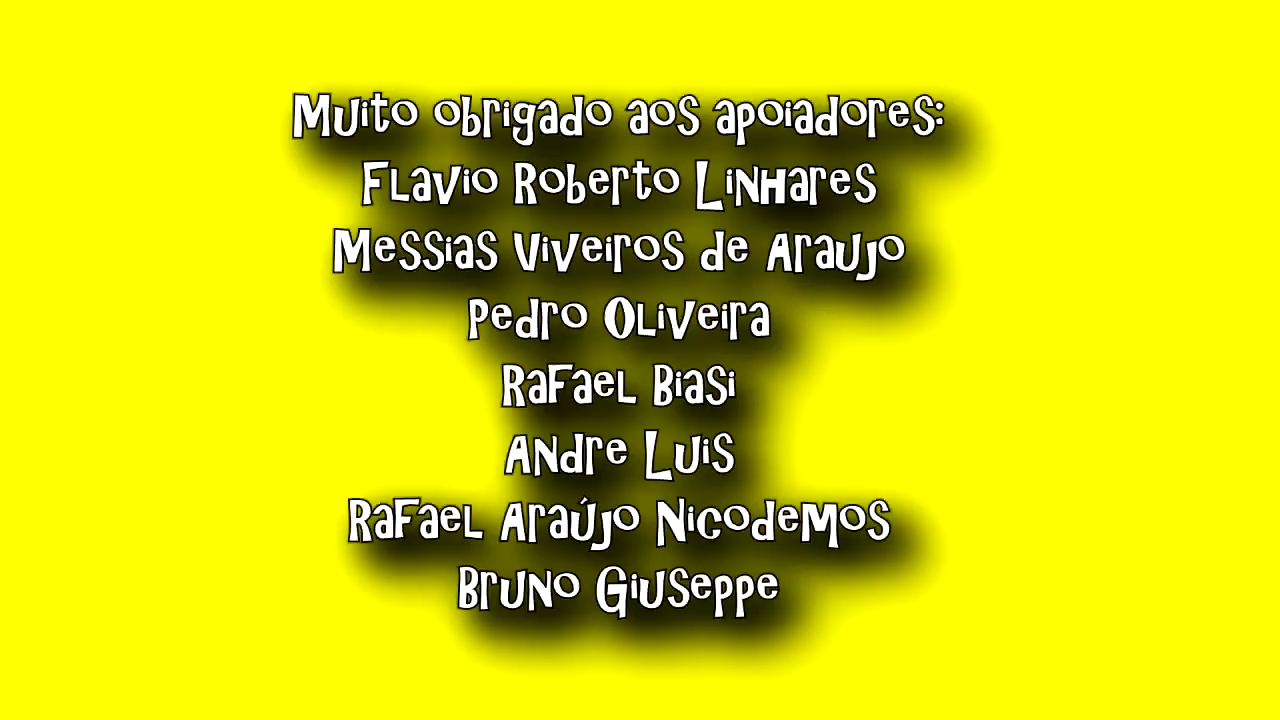 Muito obrigado aos apoiadores:
Flavio Roberto Linhares
Messias Viveiros de Araujo
Pedro Oliveira
Rafael Biasi
Andre Luis
Rafael Araújo Nicodemos
Bruno Giuseppe